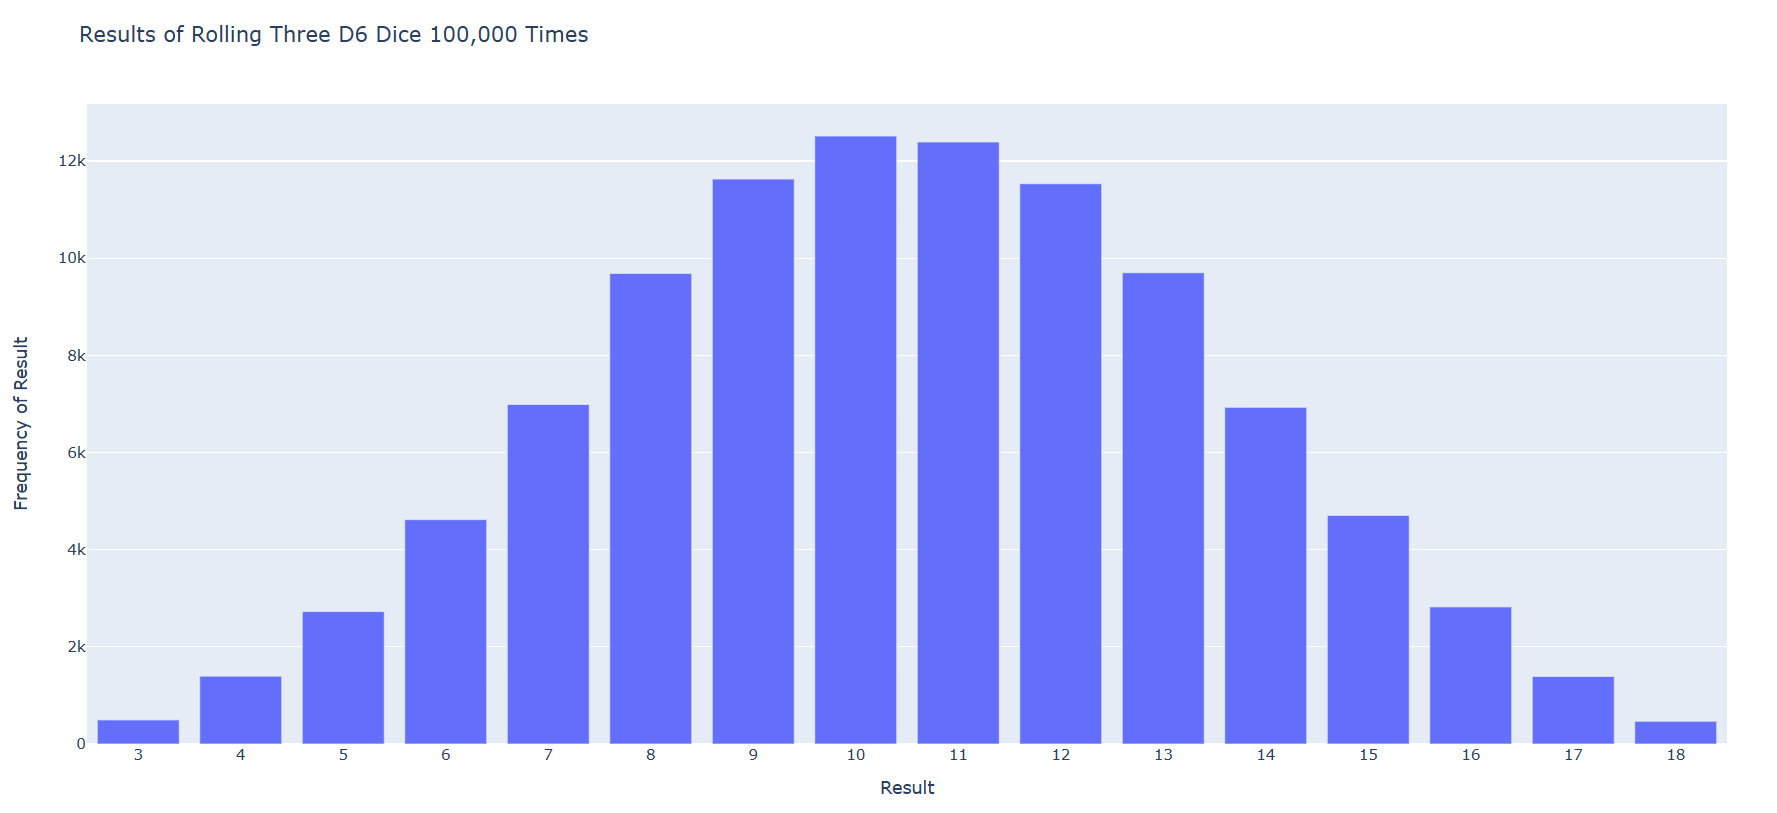 Results of Rolling Three D6 Dice 100,000 Times
Frequency of Result
12k
10k
8k
6k
4k
2k
0
3 4 5 6 7 8 9 10 11 12 13 14 15 16 17 18
Result